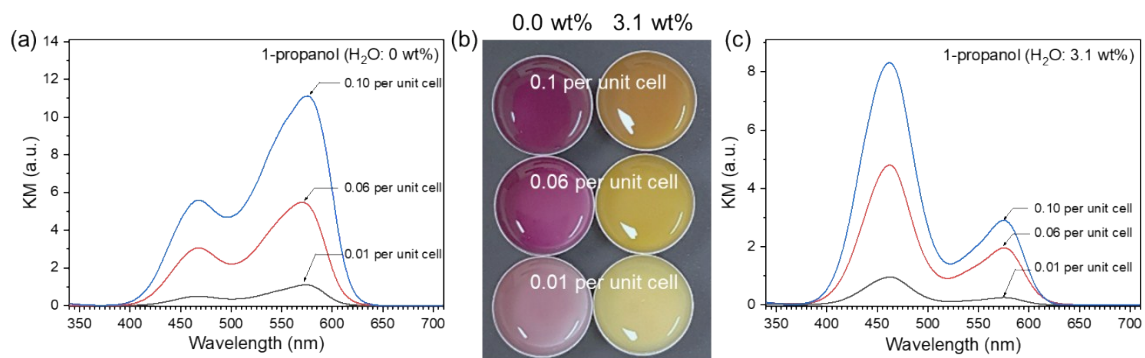 (a)
14
12
10
8
6
4
2
0
KM (a.u.)
1-propanol (H₂O: 0 wt%)
0.10 per unit cell
0.06 per unit cell
0.01 per unit cell
350 400 450 500 550 600 650 700
Wavelength (nm)
(b)
0.0 wt% 3.1 wt%
0.1 per unit cell
0.06 per unit cell
0.01 per unit cell
(c)
8
6
4
2
0
KM (a.u.)
1-propanol (H₂O: 3.1 wt%)
0.10 per unit cell
0.06 per unit cell
0.01 per unit cell
400 500 600 700
Wavelength (nm)